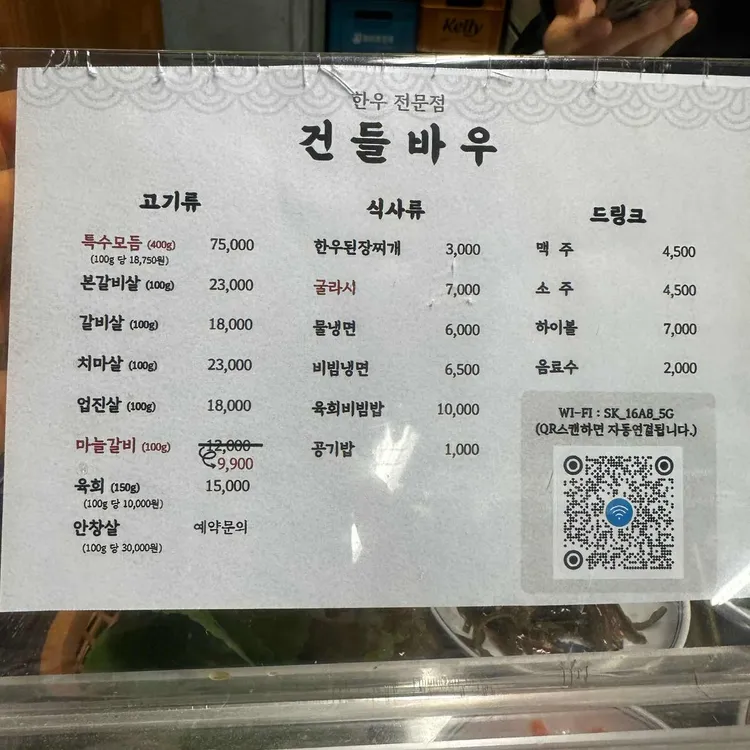 Kelly
한우 전문점
건들바우
고기류
특수모듬 (400g) 75,000
(100g 당 18,750원)
본갈비살 (100g) 23,000
갈비살 (100g) 18,000
치마살 (100g) 23,000
업진살 (100g) 18,000
마늘갈비 (100g) 12,000
9,900
육회 (150g) 15,000
(100g 당 10,000원)
안창살 예약문의
(100g 당 30,000원)
식사류
한우된장찌개 3,000
굴라시 7,000
물냉면 6,000
비빔냉면 6,500
육회비빔밥 10,000
공기밥 1,000
드링크
맥 주 4,500
소 주 4,500
하이볼 7,000
음료수 2,000
WI-FI : SK_16A8_5G
(QR스캔하면 자동연결됩니다.)